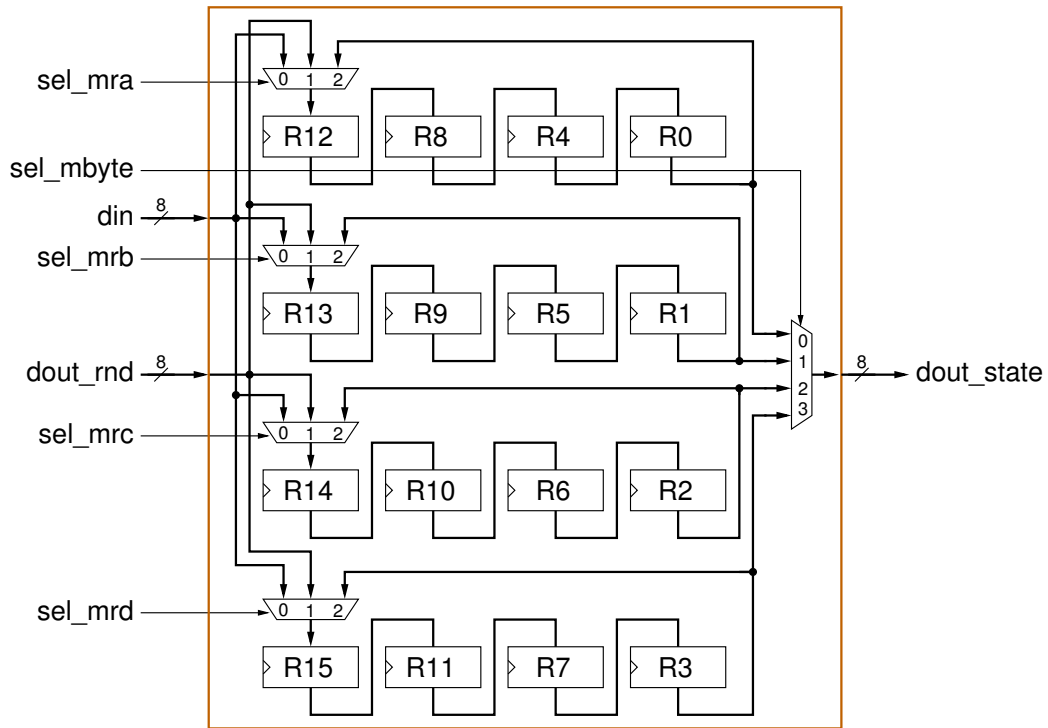 sel_mra
0 1 2
R12 R8 R4 R0
sel_mbyte
din 8
sel_mrb
0 1 2
R13 R9 R5 R1
0
1
2
3
dout_rnd 8
8 dout_state
sel_mrc
0 1 2
R14 R10 R6 R2
sel_mrd
0 1 2
R15 R11 R7 R3